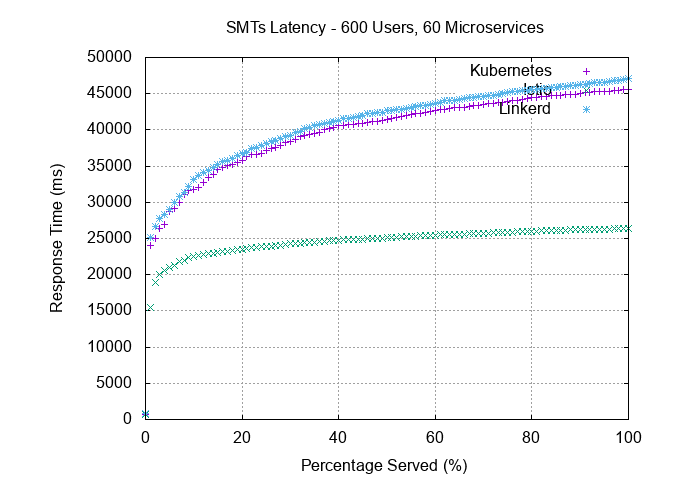 SMTs Latency - 600 Users, 60 Microservices
50000
45000
40000
35000
30000
25000
20000
15000
10000
5000
0
Response Time (ms)
Kubernetes
Istio
Linkerd
0 20 40 60 80 100
Percentage Served (%)